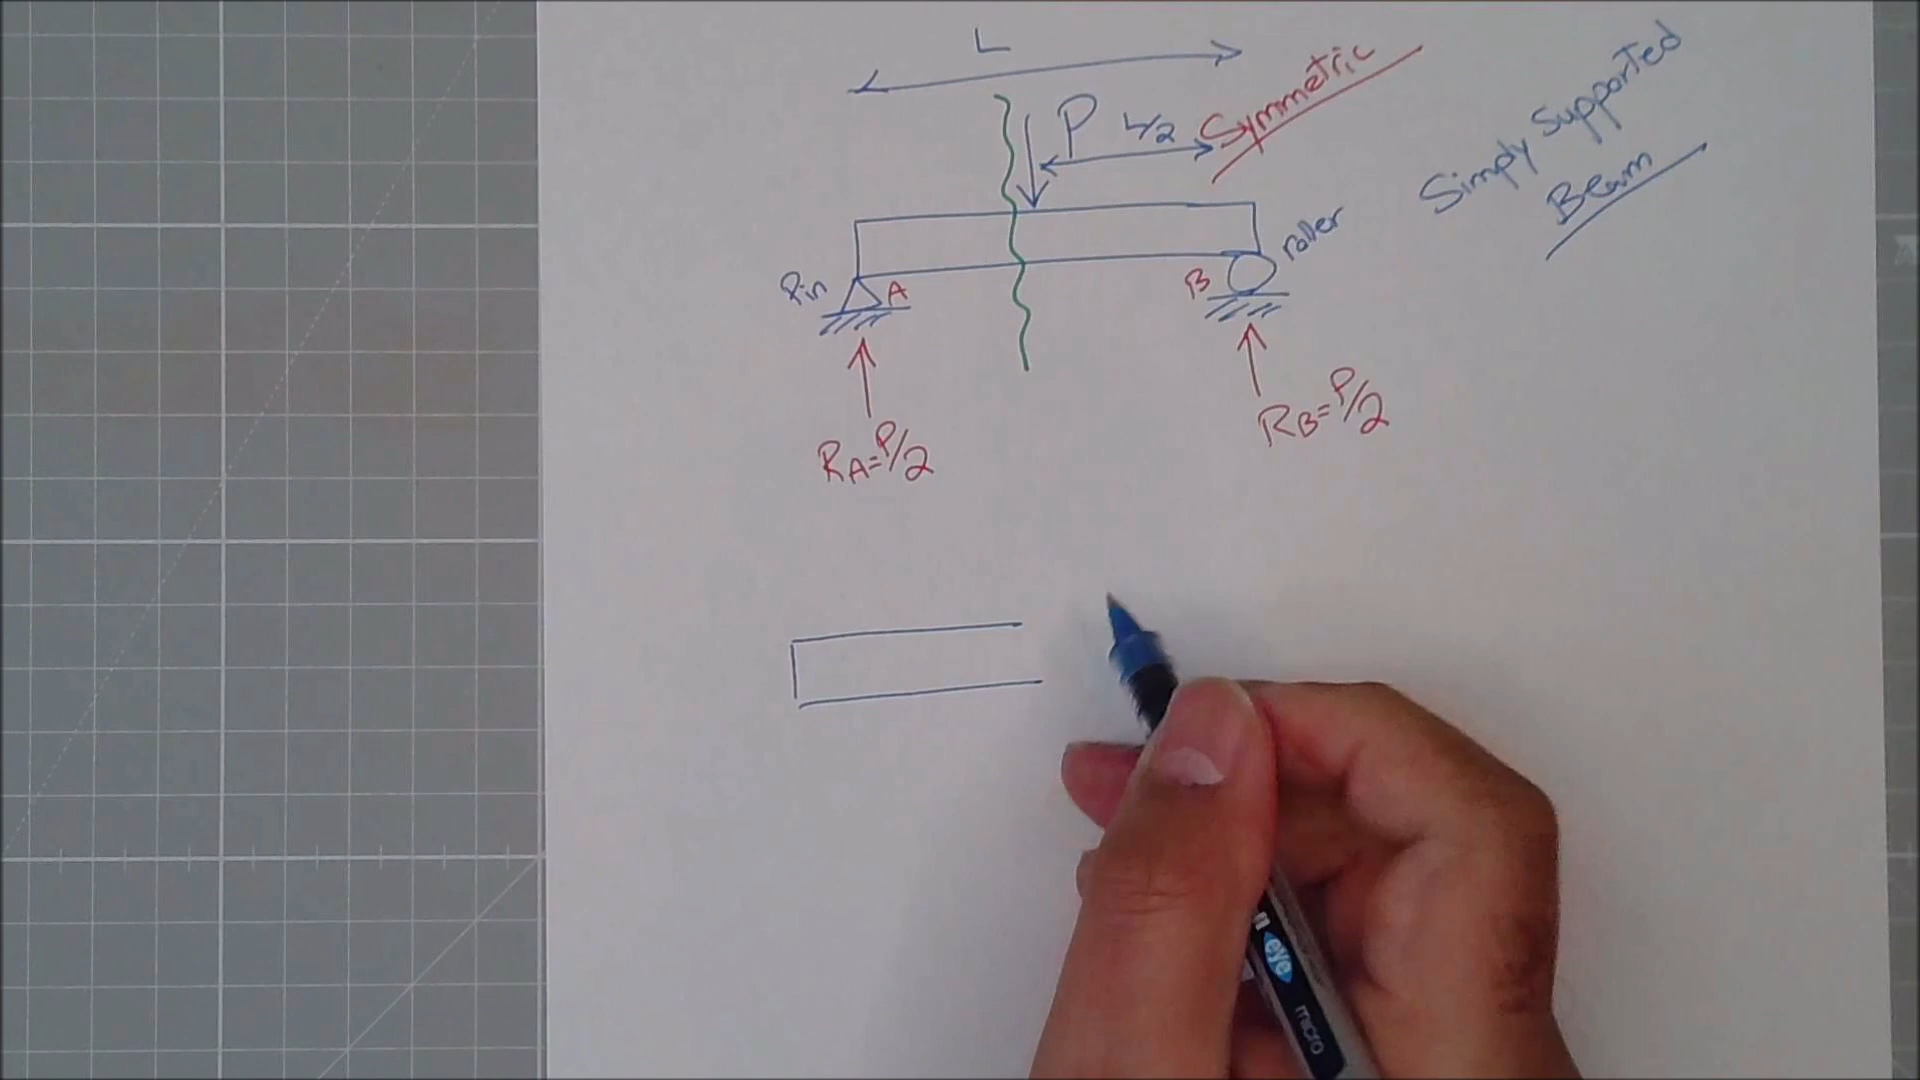 L
P
L/2
Symmetric
Simply Supported
Beam
Pin
A
B
roller
RA=P/2
RB=P/2
eye
micro